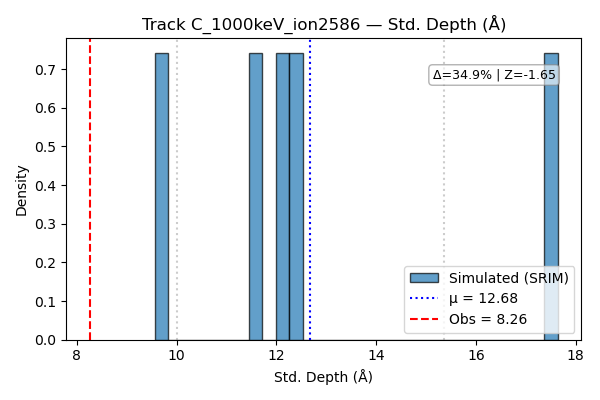 Track C_1000keV_ion2586 — Std. Depth (Å)
Δ=34.9% | Z=-1.65
Density
0.7
0.6
0.5
0.4
0.3
0.2
0.1
0.0
Simulated (SRIM)
μ = 12.68
Obs = 8.26
8
10
12
14
16
18
Std. Depth (Å)